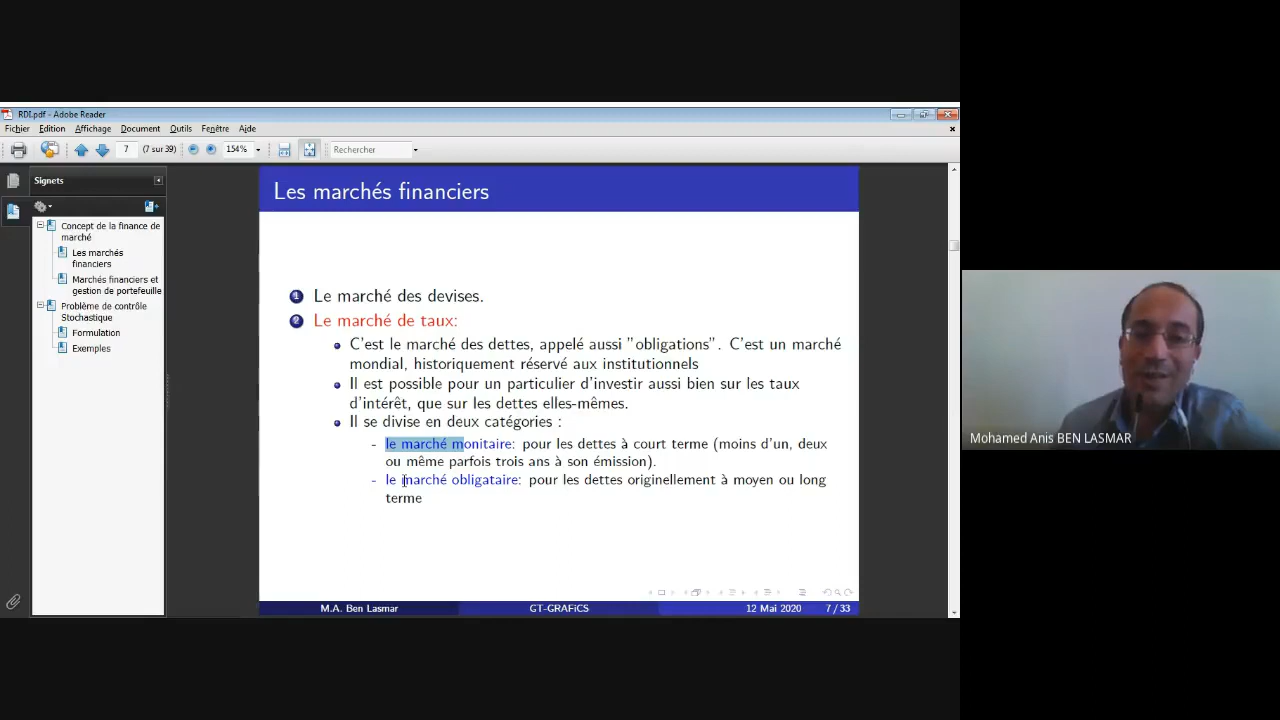 RDI.pdf - Adobe Reader
Fichier Edition Affichage Document Outils Fenêtre Aide
7 (7 sur 39) 154% Rechercher
Signets
Concept de la finance de
marché
Les marchés
financiers
Marchés financiers et
gestion de portefeuille
Problème de contrôle
Stochastique
Formulation
Exemples
Les marchés financiers
1 Le marché des devises.
2 Le marché de taux:
C'est le marché des dettes, appelé aussi "obligations". C'est un marché
mondial, historiquement réservé aux institutionnels
Il est possible pour un particulier d'investir aussi bien sur les taux
d'intérêt, que sur les dettes elles-mêmes.
Il se divise en deux catégories :
- le marché monitaire: pour les dettes à court terme (moins d'un, deux
ou même parfois trois ans à son émission).
- le marché obligataire: pour les dettes originellement à moyen ou long
terme
M.A. Ben Lasmar GT-GRAFiCS 12 Mai 2020 7 / 33
Mohamed Anis BEN LASMAR